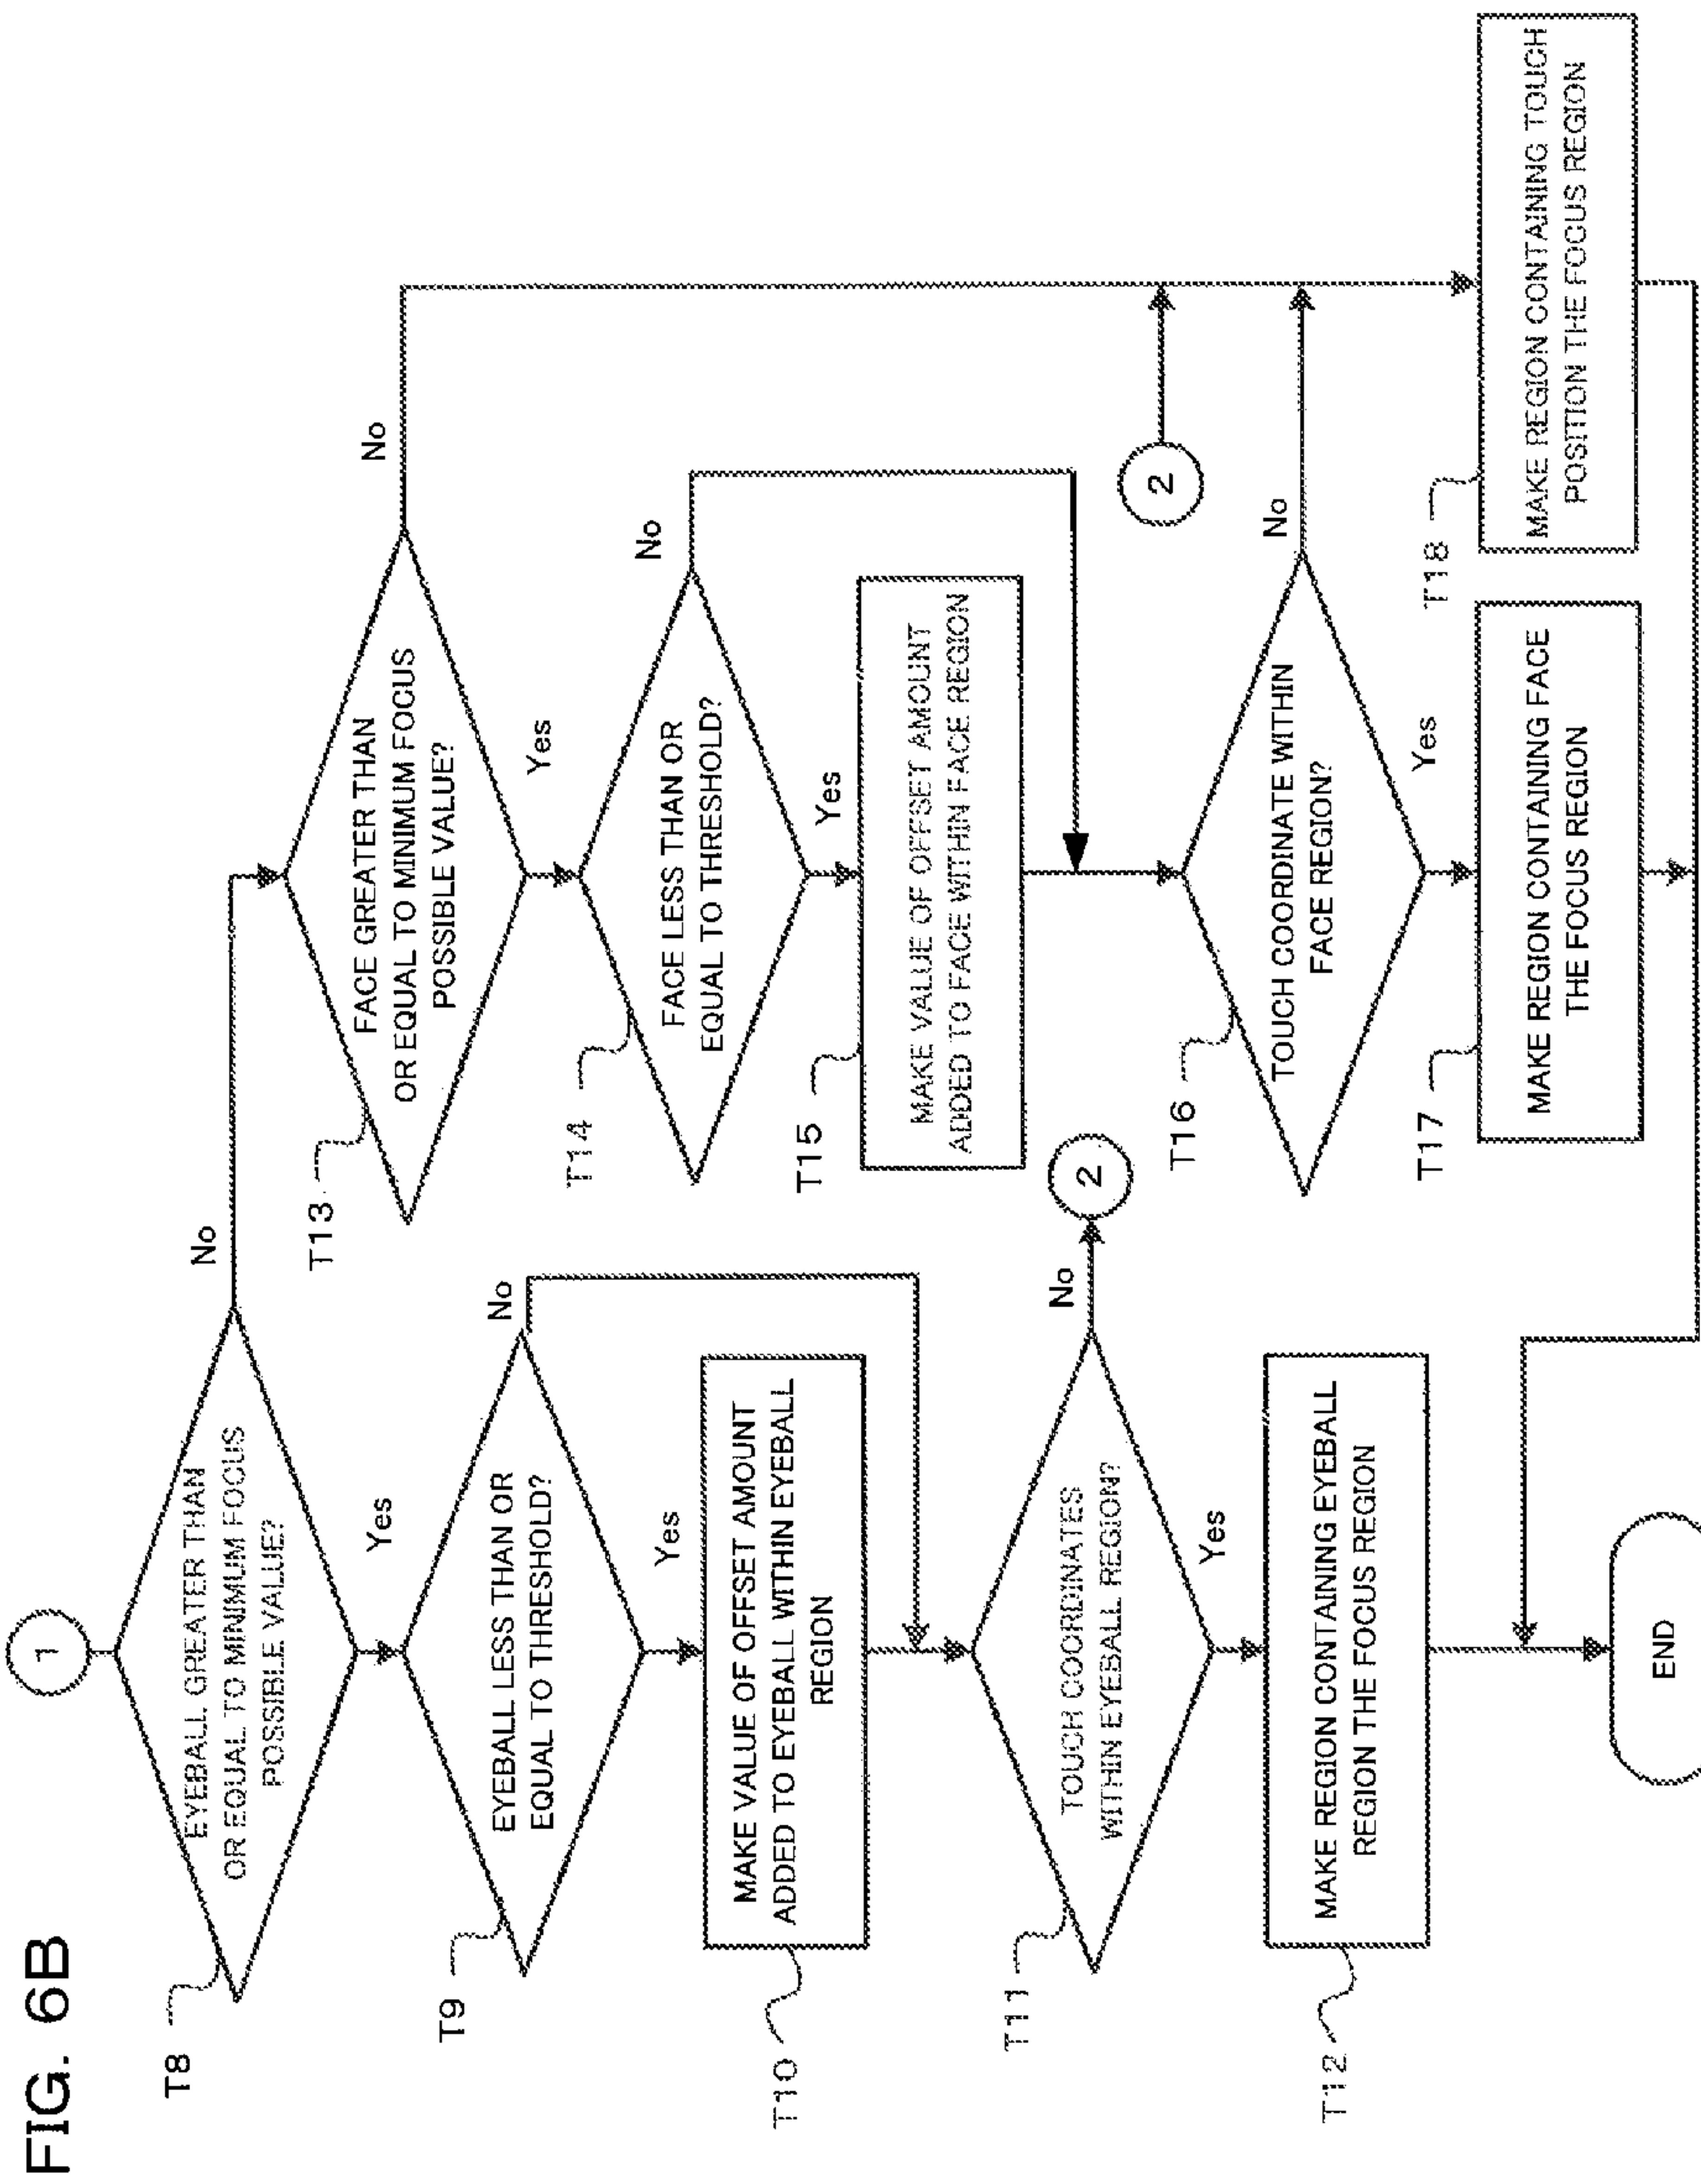 FIG. 6B
1
T8
EYEBALL GREATER THAN
OR EQUAL TO MINIMUM FOCUS
POSSIBLE VALUE?
No
Yes
T9
EYEBALL LESS THAN OR
EQUAL TO THRESHOLD?
No
Yes
T10
MAKE VALUE OF OFFSET AMOUNT
ADDED TO EYEBALL WITHIN EYEBALL
REGION
T11
TOUCH COORDINATES
WITHIN EYEBALL REGION?
No
2
Yes
T12
MAKE REGION CONTAINING EYEBALL
REGION THE FOCUS REGION
END
T13
FACE GREATER THAN
OR EQUAL TO MINIMUM FOCUS
POSSIBLE VALUE?
No
Yes
T14
FACE LESS THAN OR
EQUAL TO THRESHOLD?
No
Yes
T15
MAKE VALUE OF OFFSET AMOUNT
ADDED TO FACE WITHIN FACE REGION
2
T16
TOUCH COORDINATE WITHIN
FACE REGION?
No
Yes
T17
MAKE REGION CONTAINING FACE
THE FOCUS REGION
T18
MAKE REGION CONTAINING TOUCH
POSITION THE FOCUS REGION